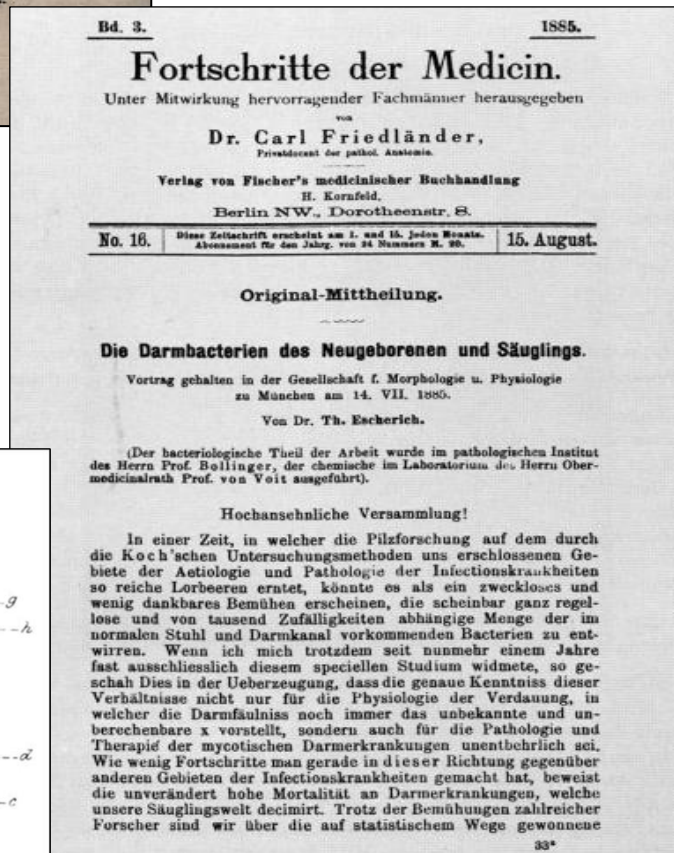 Bd. 3.
1885.
Fortschritte der Medicin.
Unter Mitwirkung hervorragender Fachmänner herausgegeben
von
Dr. Carl Friedländer,
Privatdocent der pathol. Anatomie.
Verlag von Fischer's medicinischer Buchhandlung
H. Kornfeld,
Berlin NW., Dorotheenstr. 8.
No. 16.
Diese Zeitschrift erscheint am 1. und 15. jeden Monats.
Abonnement für den Jahrg. von 24 Nummern M. 20.
15. August.
Original-Mittheilung.
Die Darmbacterien des Neugeborenen und Säuglings.
Vortrag gehalten in der Gesellschaft f. Morphologie u. Physiologie
zu München am 14. VII. 1885.
Von Dr. Th. Escherich.
(Der bacteriologische Theil der Arbeit wurde im pathologischen Institut
des Herrn Prof. Bollinger, der chemische im Laboratorium des Herrn Ober-
medicinalrath Prof. von Voit ausgeführt).
Hochansehnliche Versammlung!
In einer Zeit, in welcher die Pilzforschung auf dem durch
die Koch'schen Untersuchungsmethoden uns erschlossenen Ge-
biete der Aetiologie und Pathologie der Infectionskrankheiten
so reiche Lorbeeren erntet, könnte es als ein zweckloses und
wenig dankbares Bemühen erscheinen, die scheinbar ganz regel-
lose und von tausend Zufälligkeiten abhängige Menge der im
normalen Stuhl und Darmkanal vorkommenden Bacterien zu ent-
wirren. Wenn ich mich trotzdem seit nunmehr einem Jahre
fast ausschliesslich diesem speciellen Studium widmete, so ge-
schah Dies in der Ueberzeugung, dass die genaue Kenntniss dieser
Verhältnisse nicht nur für die Physiologie der Verdauung, in
welcher die Darmfäulniss noch immer das unbekannte und un-
berechenbare x vorstellt, sondern auch für die Pathologie und
Therapie der mycotischen Darmerkrankungen unentbehrlich sei.
Wie wenig Fortschritte man gerade in dieser Richtung gegenüber
anderen Gebieten der Infectionskrankheiten gemacht hat, beweist
die unverändert hohe Mortalität an Darmerkrankungen, welche
unsere Säuglingswelt decimirt. Trotz der Bemühungen zahlreicher
Forscher sind wir über die auf statistischem Wege gewonnene
33*
g
h
d
c